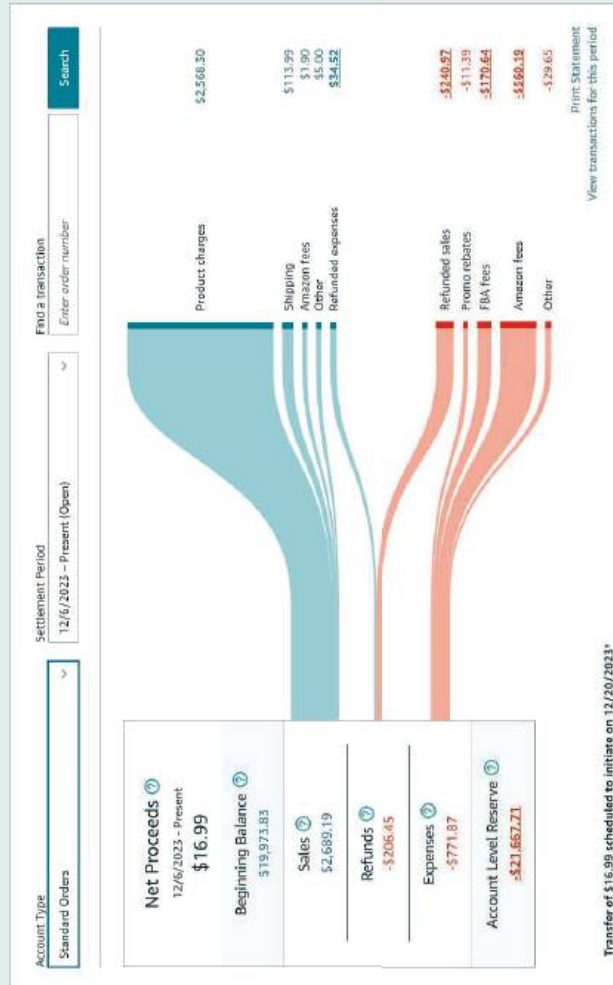 Account Type
Standard Orders
Settlement Period
12/6/2023 – Present (Open)
Find a transaction
Enter order number
Search
Net Proceeds ?
12/6/2023 - Present
$16.99
Beginning Balance ?
$19,973.83
Sales ?
$2,689.19
Refunds ?
-$206.45
Expenses ?
-$771.87
Account Level Reserve ?
-$21,667.71
Product charges $2,568.30
Shipping $113.99
Amazon fees $1.90
Other $5.00
Refunded expenses $34.52
Refunded sales -$240.97
Promo rebates -$11.39
FBA fees -$170.64
Amazon fees -$560.19
Other -$29.65
Print Statement
View transactions for this period
Transfer of $16.99 scheduled to initiate on 12/20/2023*